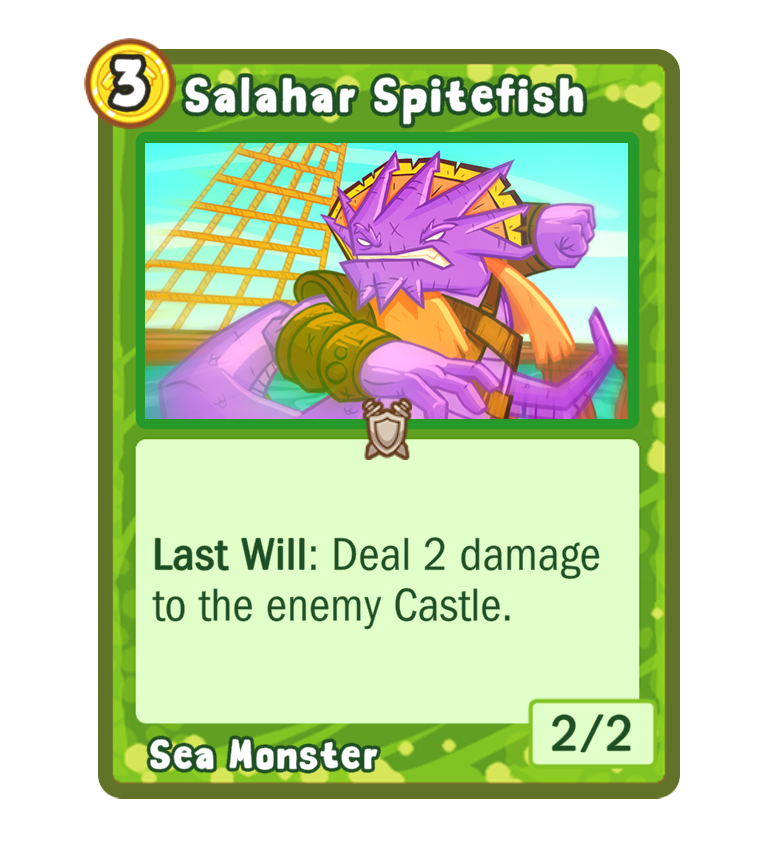 3
Salahar Spitefish
Last Will: Deal 2 damage
to the enemy Castle.
2/2
Sea Monster